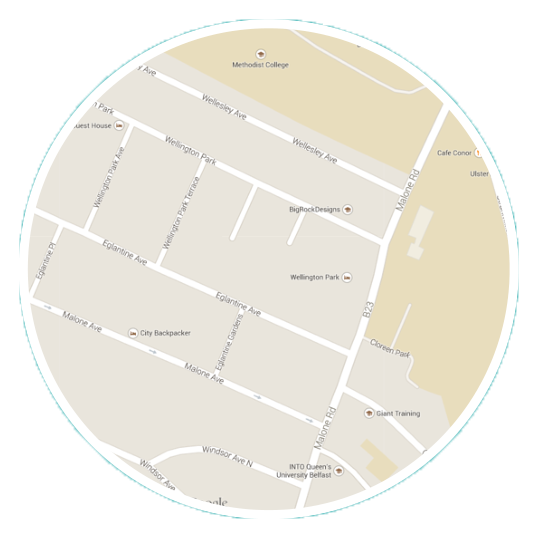 Methodist College
y Ave
Wellesley Ave
Wellesley Ave
n Park
uest House
Wellington Park
Cafe Conor
Ulster
Malone Rd
Wellington Park Ave
Wellington Park Terrace
BigRockDesigns
Eglantine Ave
Eglantine Pl
Wellington Park
Eglantine Ave
B23
Malone Ave
City Backpacker
Eglantine Gardens
Cloreen Park
Malone Ave
Malone Rd
Giant Training
Windsor Ave N
Windsor Ave
INTO Queen's
University Belfast